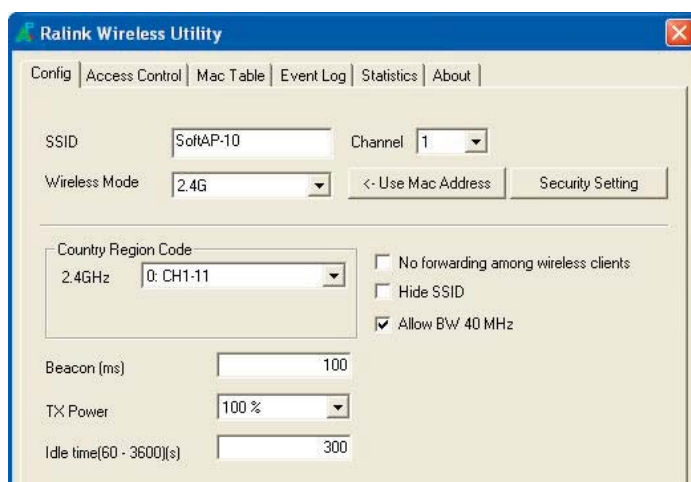 Ralink Wireless Utility
Config Access Control Mac Table Event Log Statistics About
SSID SoftAP-10 Channel 1
Wireless Mode 2.4G <- Use Mac Address Security Setting
Country Region Code
2.4GHz 0: CH1-11
No forwarding among wireless clients
Hide SSID
Allow BW 40 MHz
Beacon (ms) 100
TX Power 100 %
Idle time(60 - 3600)(s) 300